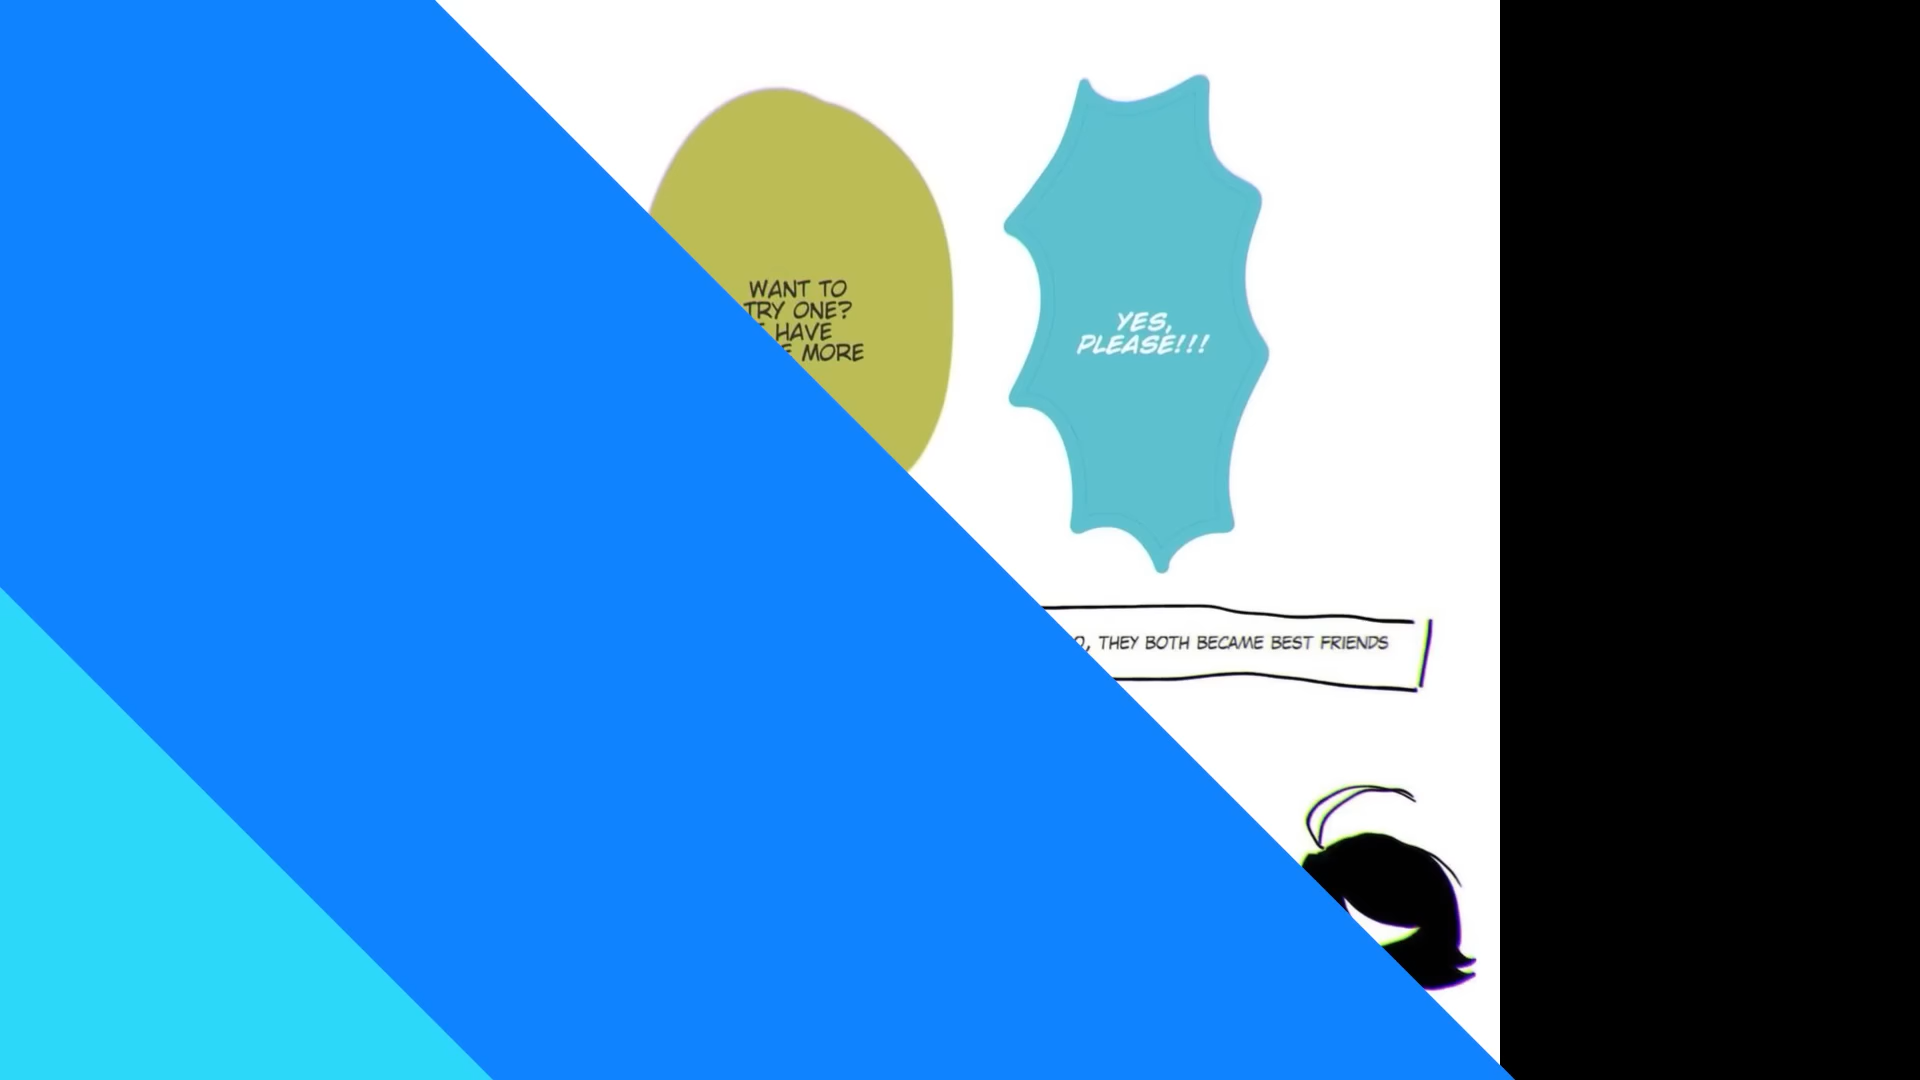 WANT TO
TRY ONE?
HAVE
MORE
YES,
PLEASE!!!
THEY BOTH BECAME BEST FRIENDS